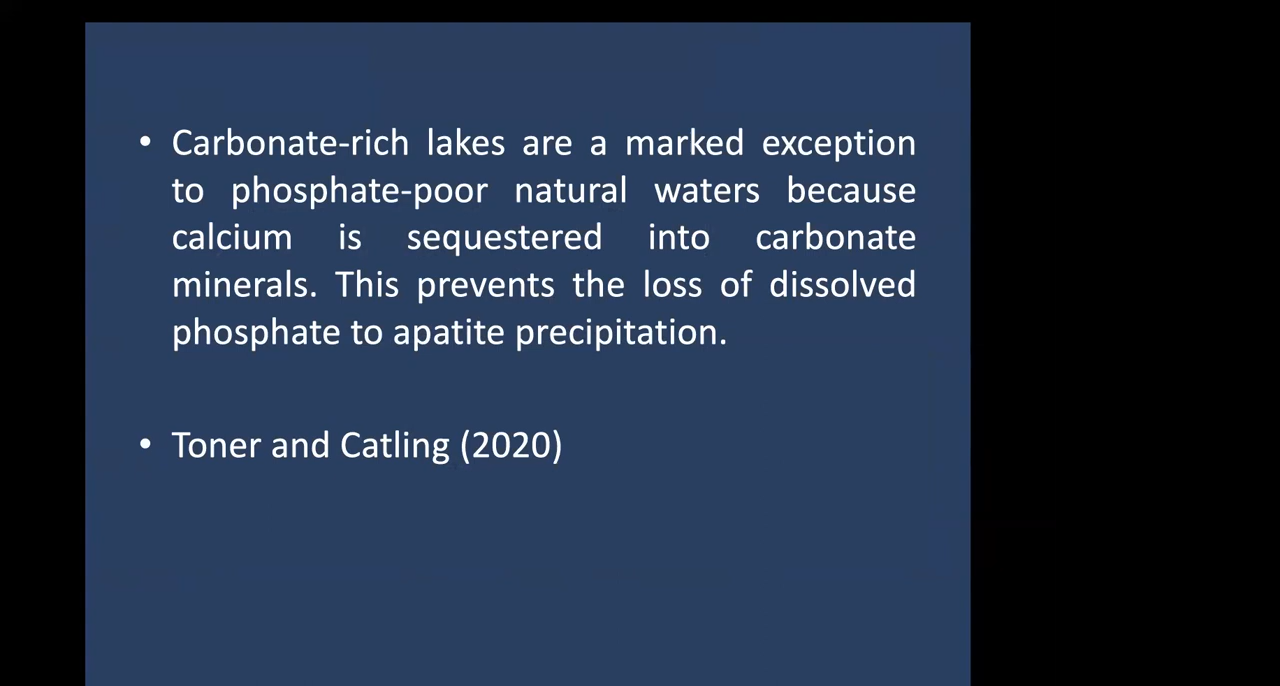 • Carbonate-rich lakes are a marked exception
to phosphate-poor natural waters because
calcium is sequestered into carbonate
minerals. This prevents the loss of dissolved
phosphate to apatite precipitation.
• Toner and Catling (2020)